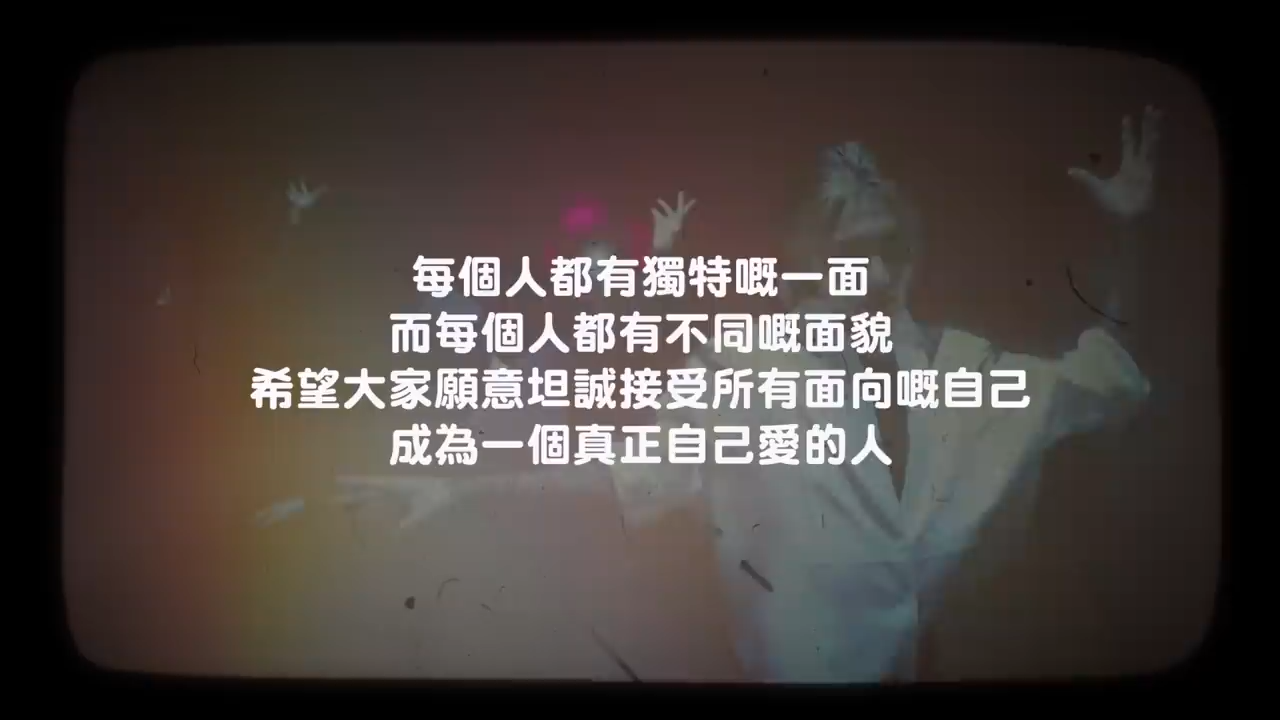 每個人都有獨特嘅一面
而每個人都有不同嘅面貌
希望大家願意坦誠接受所有面向嘅自己
成為一個真正自己愛的人